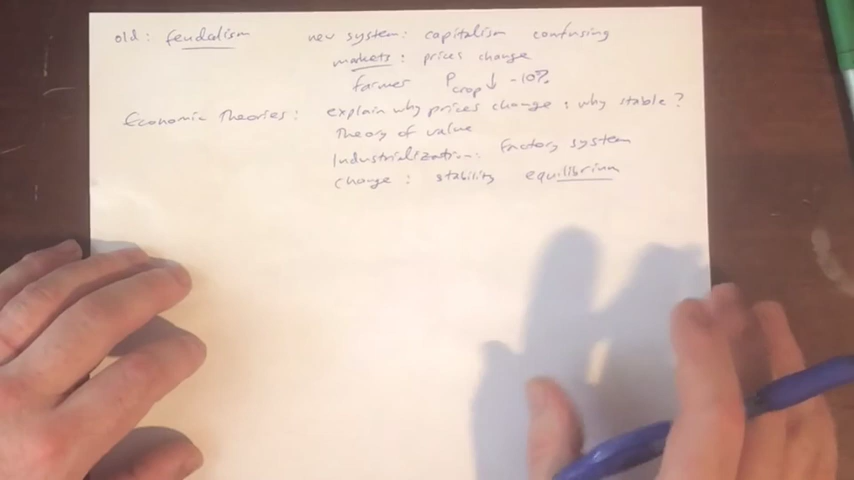 old: feudalism new system: capitalism confusing
markets: prices change
farmer P crop ↓ -10%
Economic Theories: explain why prices change: why stable?
Theory of value
Industrialization: Factory system
change: stability equilibrium